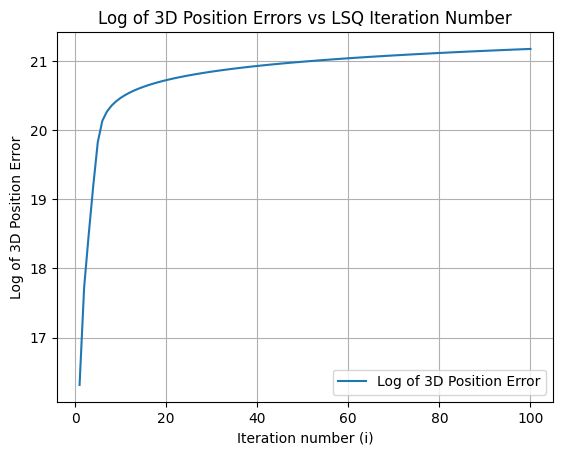 Log of 3D Position Errors vs LSQ Iteration Number
Log of 3D Position Error
21
20
19
18
17
0 20 40 60 80 100
Iteration number (i)
Log of 3D Position Error